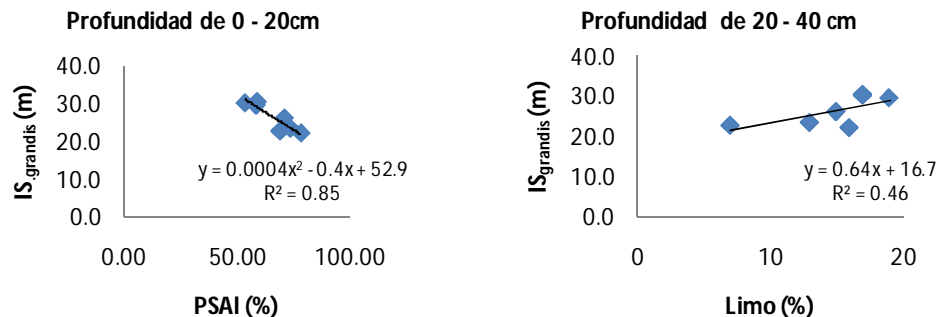 Profundidad de 0 - 20cm
40.0
30.0
20.0
10.0
0.0
IS.grandis (m)
y = 0.0004x² - 0.4x + 52.9
R² = 0.85
0.00 50.00 100.00
PSAI (%)
Profundidad de 20 - 40 cm
40.0
30.0
20.0
10.0
0.0
ISgrandis (m)
y = 0.64x + 16.7
R² = 0.46
0 10 20
Limo (%)